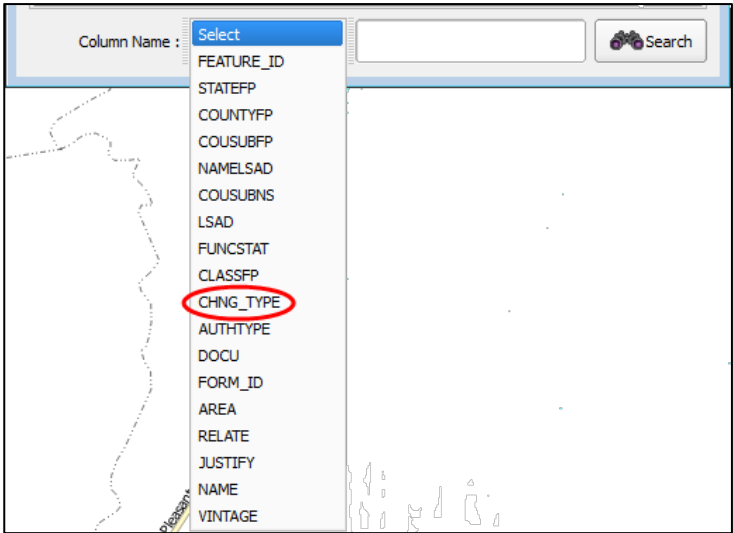 Column Name :
Select
Search
FEATURE_ID
STATEFP
COUNTYFP
COUSUBFP
NAMELSAD
COUSUBNS
LSAD
FUNCSTAT
CLASSFP
CHNG_TYPE
AUTHTYPE
DOCU
FORM_ID
AREA
RELATE
JUSTIFY
NAME
VINTAGE
Pleasant